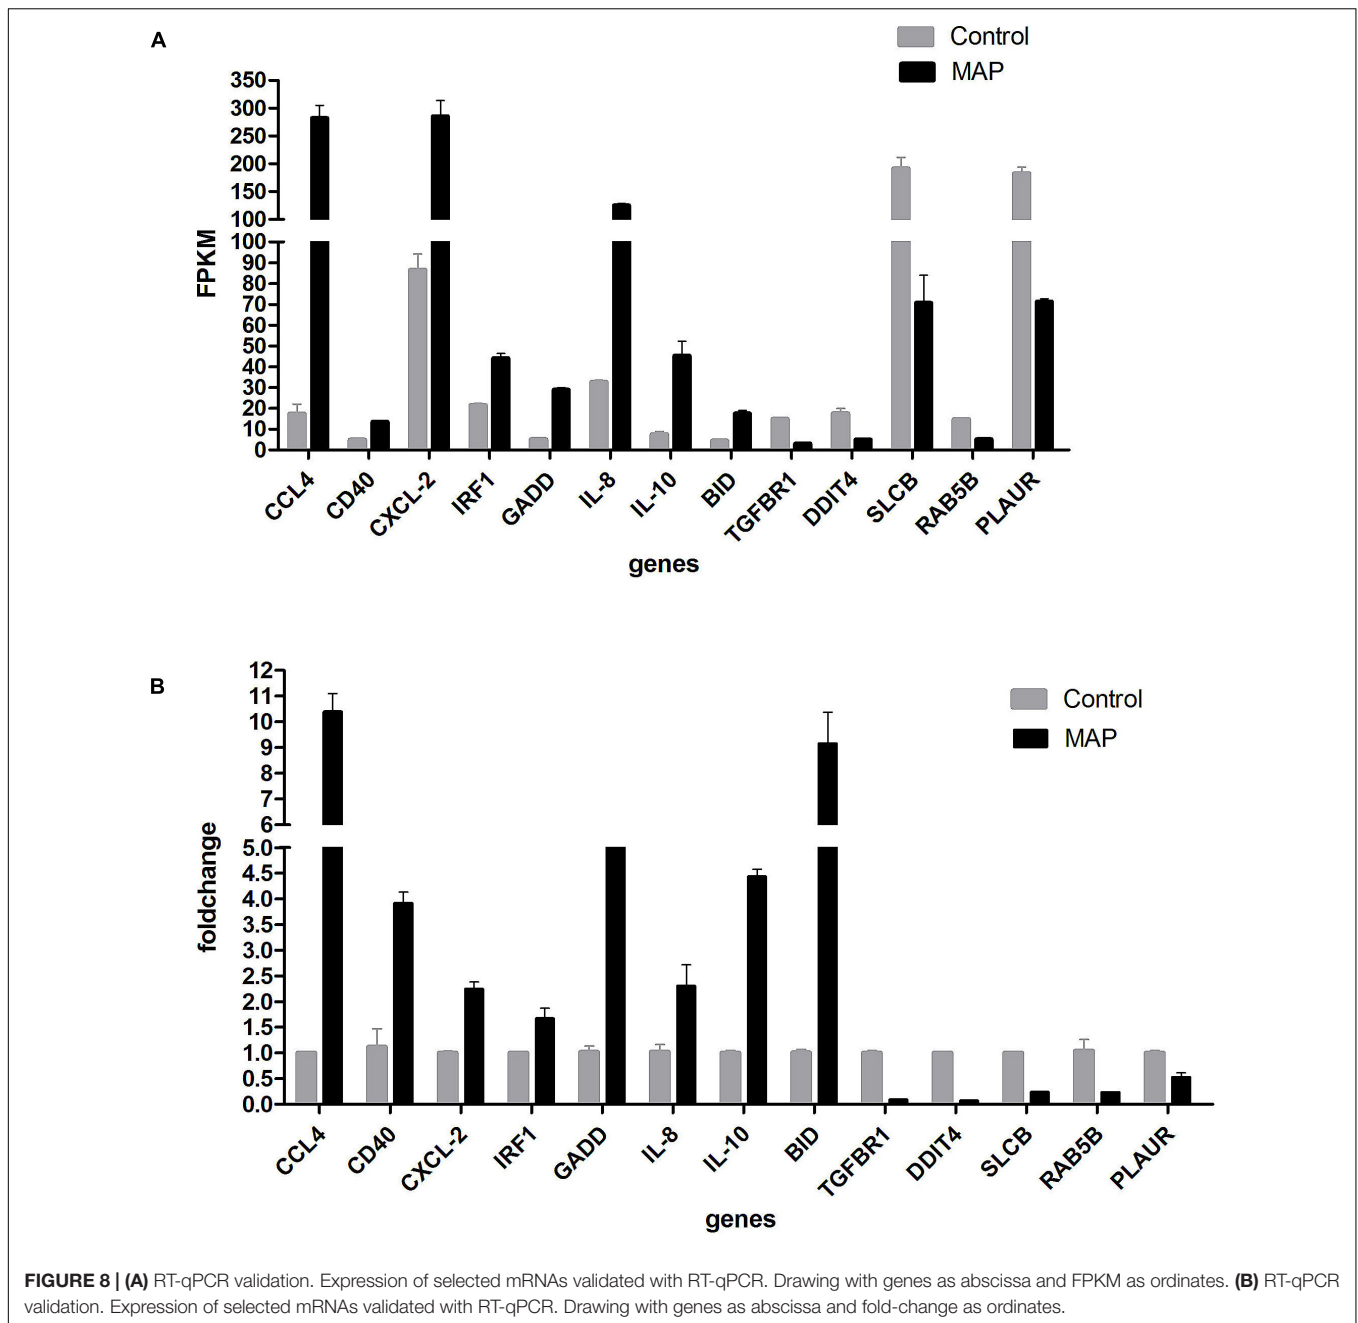 A
Control
MAP
350
300
250
200
150
100
100
90
80
70
60
50
40
30
20
10
0
FPKM
CCL4
CD40
CXCL-2
IRF1
GADD
IL-8
IL-10
BID
TGFBR1
DDIT4
SLCB
RAB5B
PLAUR
genes
B
Control
MAP
12
11
10
9
8
7
6
5.0
4.5
4.0
3.5
3.0
2.5
2.0
1.5
1.0
0.5
0.0
foldchange
CCL4
CD40
CXCL-2
IRF1
GADD
IL-8
IL-10
BID
TGFBR1
DDIT4
SLCB
RAB5B
PLAUR
genes
FIGURE 8 | (A) RT-qPCR validation. Expression of selected mRNAs validated with RT-qPCR. Drawing with genes as abscissa and FPKM as ordinates. (B) RT-qPCR
validation. Expression of selected mRNAs validated with RT-qPCR. Drawing with genes as abscissa and fold-change as ordinates.